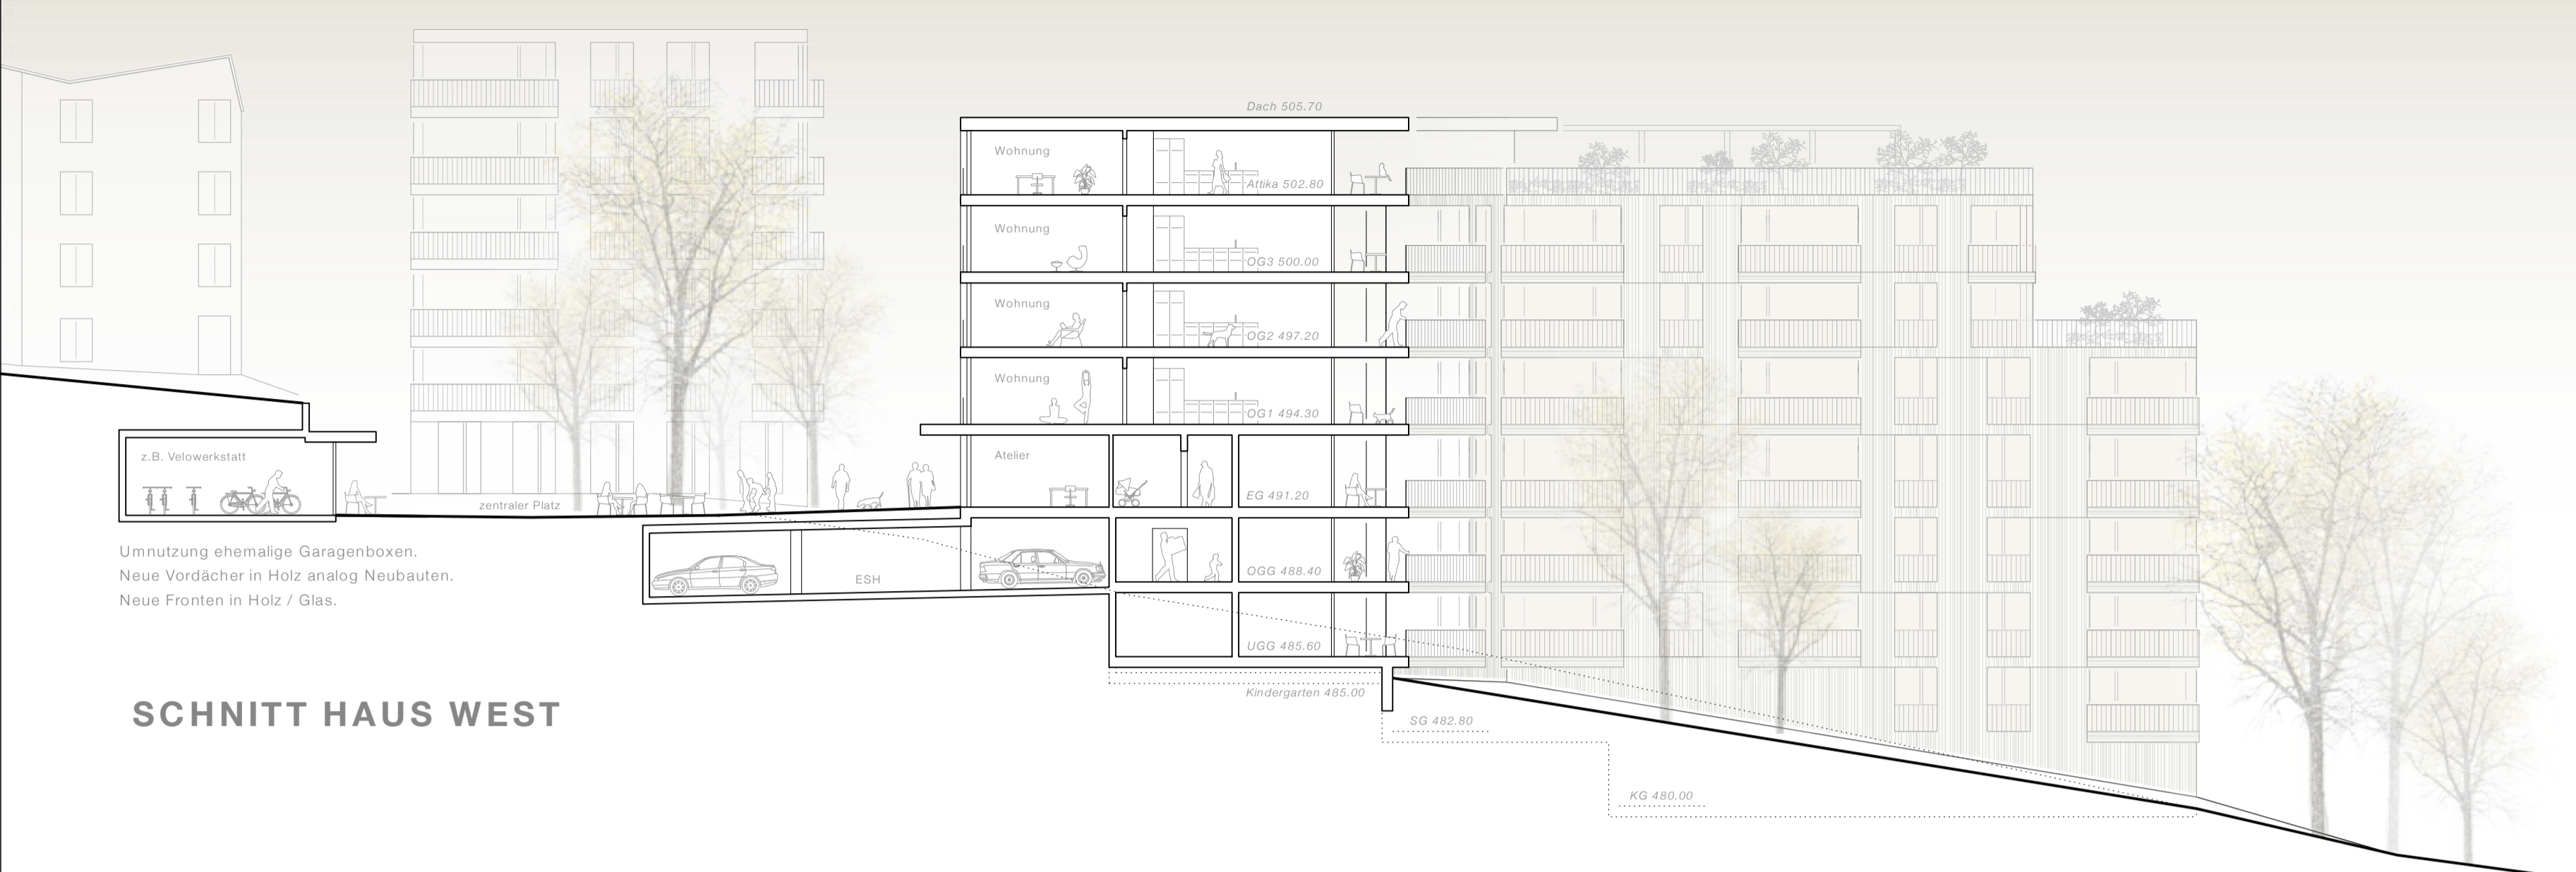 Dach 505.70
Wohnung
Attika 502.80
Wohnung
OG3 500.00
Wohnung
OG2 497.20
Wohnung
OG1 494.30
z.B. Velowerkstatt
Atelier
zentraler Platz
EG 491.20
Umnutzung ehemalige Garagenboxen.
Neue Vordächer in Holz analog Neubauten.
Neue Fronten in Holz / Glas.
ESH
OGG 488.40
UGG 485.60
Kindergarten 485.00
SCHNITT HAUS WEST
SG 482.80
KG 480.00